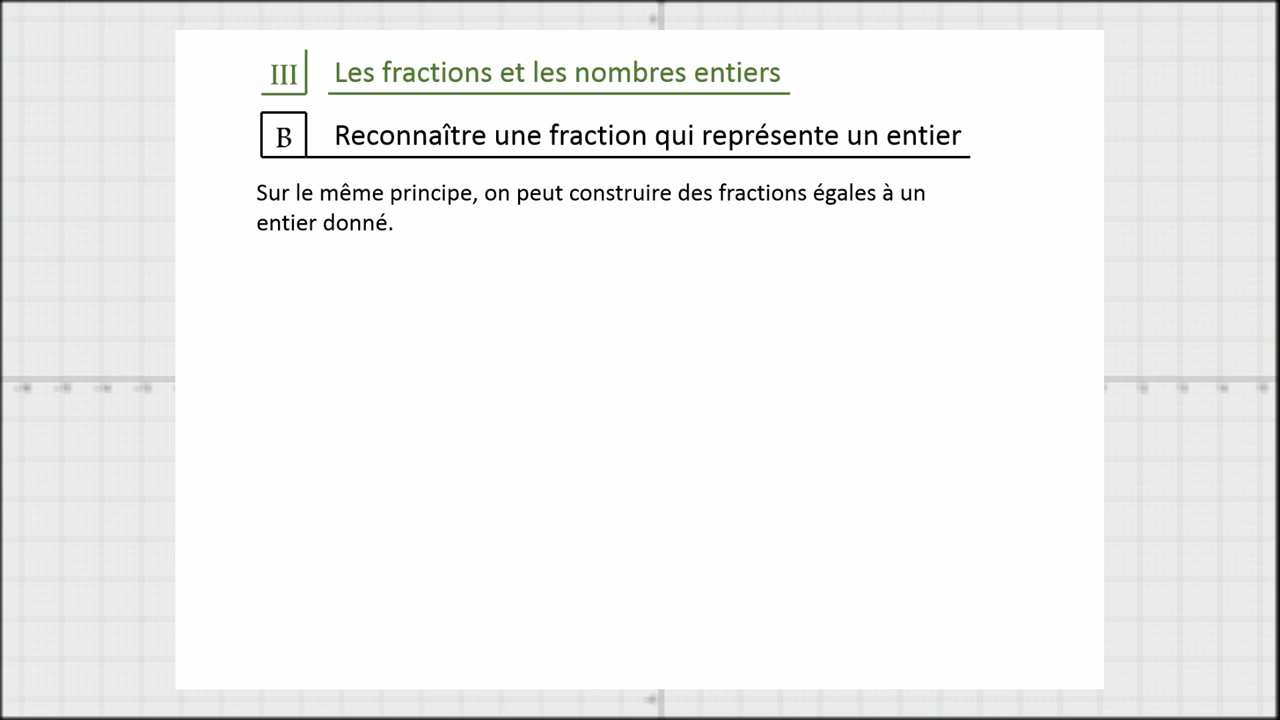 III Les fractions et les nombres entiers
B Reconnaître une fraction qui représente un entier
Sur le même principe, on peut construire des fractions égales à un
entier donné.